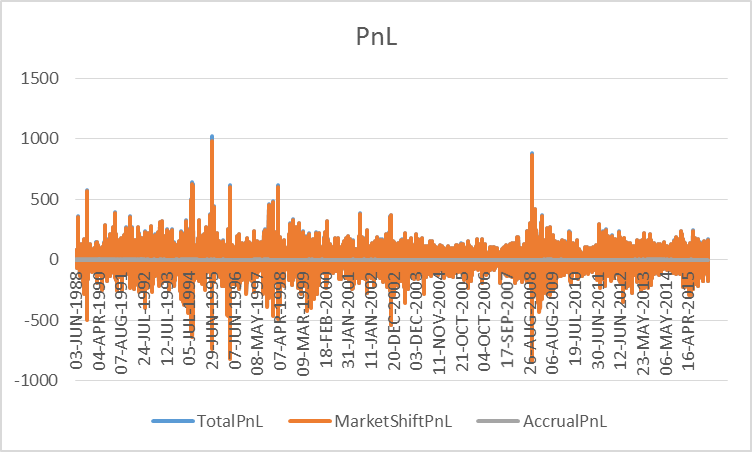 PnL
1500
1000
500
0
-500
-1000
03-JUN-1988
04-APR-1990
07-AUG-1991
24-JUL-1992
12-JUL-1993
05-JUL-1994
29-JUN-1995
07-JUN-1996
08-MAY-1997
07-APR-1998
09-MAR-1999
18-FEB-2000
31-JAN-2001
11-JAN-2002
20-DEC-2002
03-DEC-2003
11-NOV-2004
21-OCT-2005
04-OCT-2006
17-SEP-2007
26-AUG-2008
06-AUG-2009
19-JUL-2010
30-JUN-2011
12-JUN-2012
23-MAY-2013
06-MAY-2014
16-APR-2015
TotalPnL MarketShiftPnL AccrualPnL